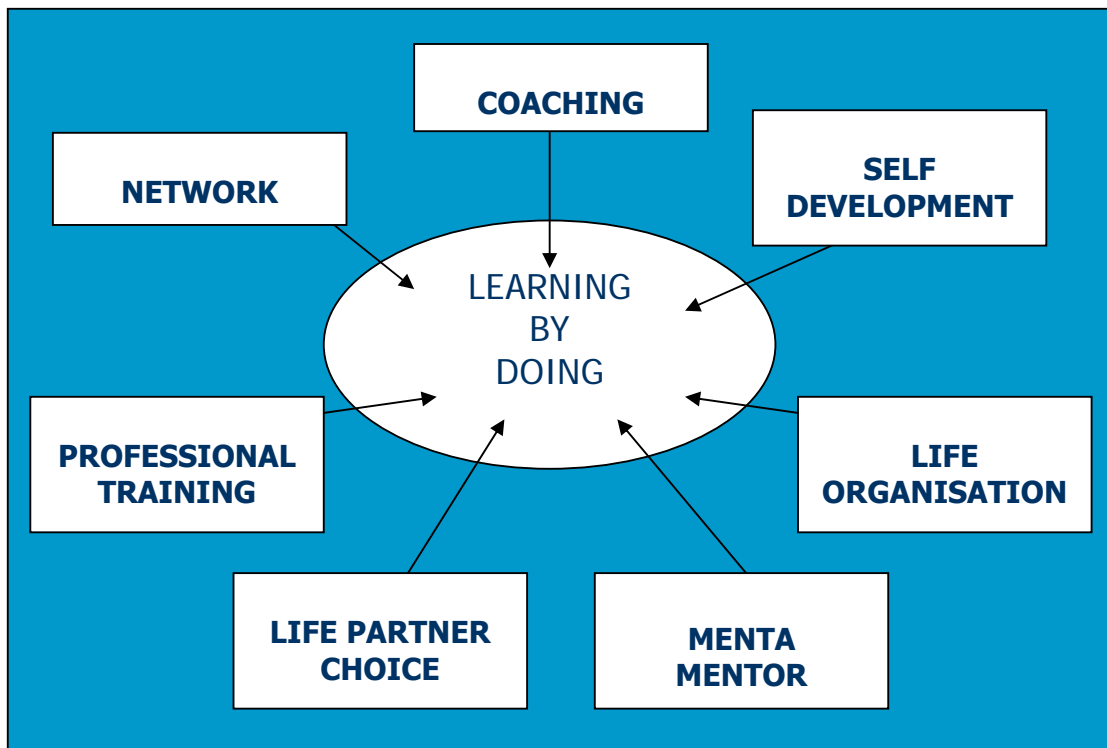 COACHING
NETWORK
SELF
DEVELOPMENT
LEARNING
BY
DOING
PROFESSIONAL
TRAINING
LIFE
ORGANISATION
LIFE PARTNER
CHOICE
MENTA
MENTOR